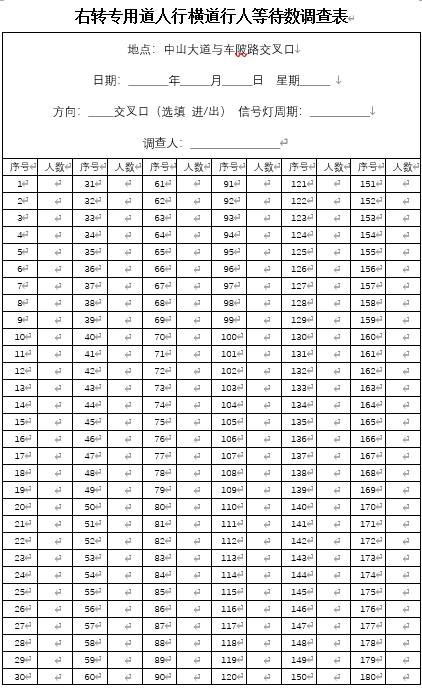 右转专用道人行横道行人等待数调查表
地点：中山大道与车陂路交叉口
日期：______年_____月_____日 星期_____
方向：____交叉口（选填 进/出） 信号灯周期：__________
调查人：_______________
序号 人数 序号 人数 序号 人数 序号 人数 序号 人数 序号 人数
1 31 61 91 121 151
2 32 62 92 122 152
3 33 63 93 123 153
4 34 64 94 124 154
5 35 65 95 125 155
6 36 66 96 126 156
7 37 67 97 127 157
8 38 68 98 128 158
9 39 69 99 129 159
10 40 70 100 130 160
11 41 71 101 131 161
12 42 72 102 132 162
13 43 73 103 133 163
14 44 74 104 134 164
15 45 75 105 135 165
16 46 76 106 136 166
17 47 77 107 137 167
18 48 78 108 138 168
19 49 79 109 139 169
20 50 80 110 140 170
21 51 81 111 141 171
22 52 82 112 142 172
23 53 83 113 143 173
24 54 84 114 144 174
25 55 85 115 145 175
26 56 86 116 146 176
27 57 87 117 147 177
28 58 88 118 148 178
29 59 89 119 149 179
30 60 90 120 150 180